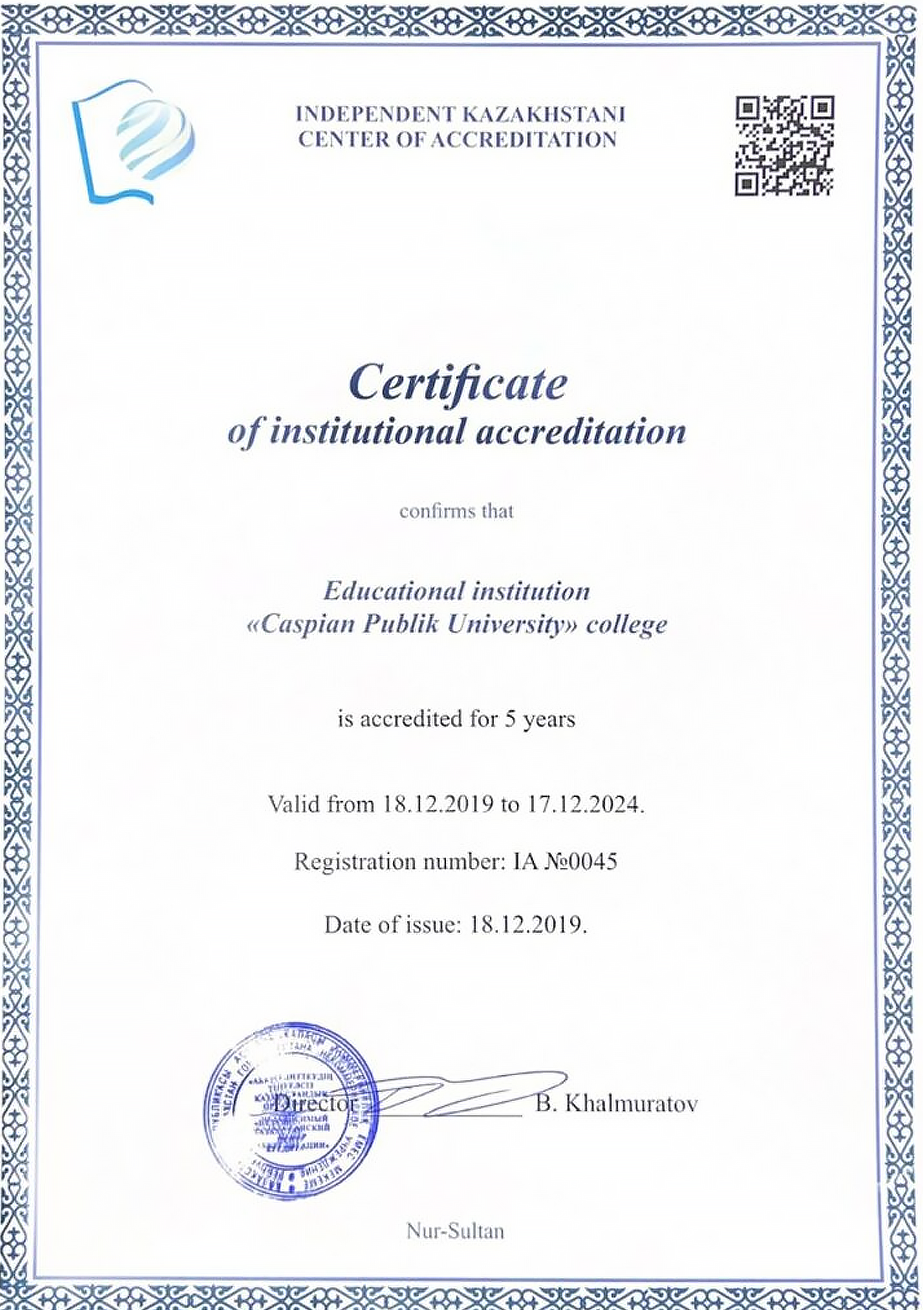 INDEPENDENT KAZAKHSTANI
CENTER OF ACCREDITATION
Certificate
of institutional accreditation
confirms that
Educational institution
«Caspian Publik University» college
is accredited for 5 years
Valid from 18.12.2019 to 17.12.2024.
Registration number: IA №0045
Date of issue: 18.12.2019.
Director B. Khalmuratov
Nur-Sultan